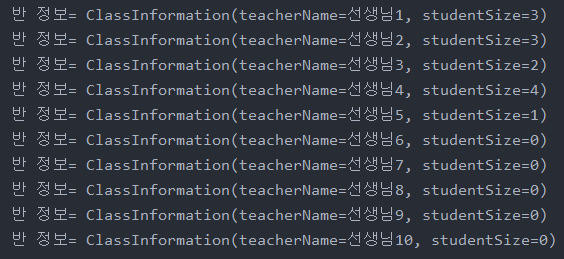 반 정보= ClassInformation(teacherName=선생님1, studentSize=3)
반 정보= ClassInformation(teacherName=선생님2, studentSize=3)
반 정보= ClassInformation(teacherName=선생님3, studentSize=2)
반 정보= ClassInformation(teacherName=선생님4, studentSize=4)
반 정보= ClassInformation(teacherName=선생님5, studentSize=1)
반 정보= ClassInformation(teacherName=선생님6, studentSize=0)
반 정보= ClassInformation(teacherName=선생님7, studentSize=0)
반 정보= ClassInformation(teacherName=선생님8, studentSize=0)
반 정보= ClassInformation(teacherName=선생님9, studentSize=0)
반 정보= ClassInformation(teacherName=선생님10, studentSize=0)